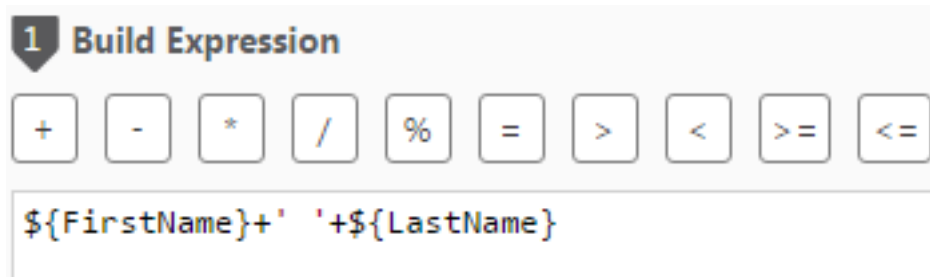 1 Build Expression
+ - * / % = > < >= <=
${FirstName}+' '+${LastName}